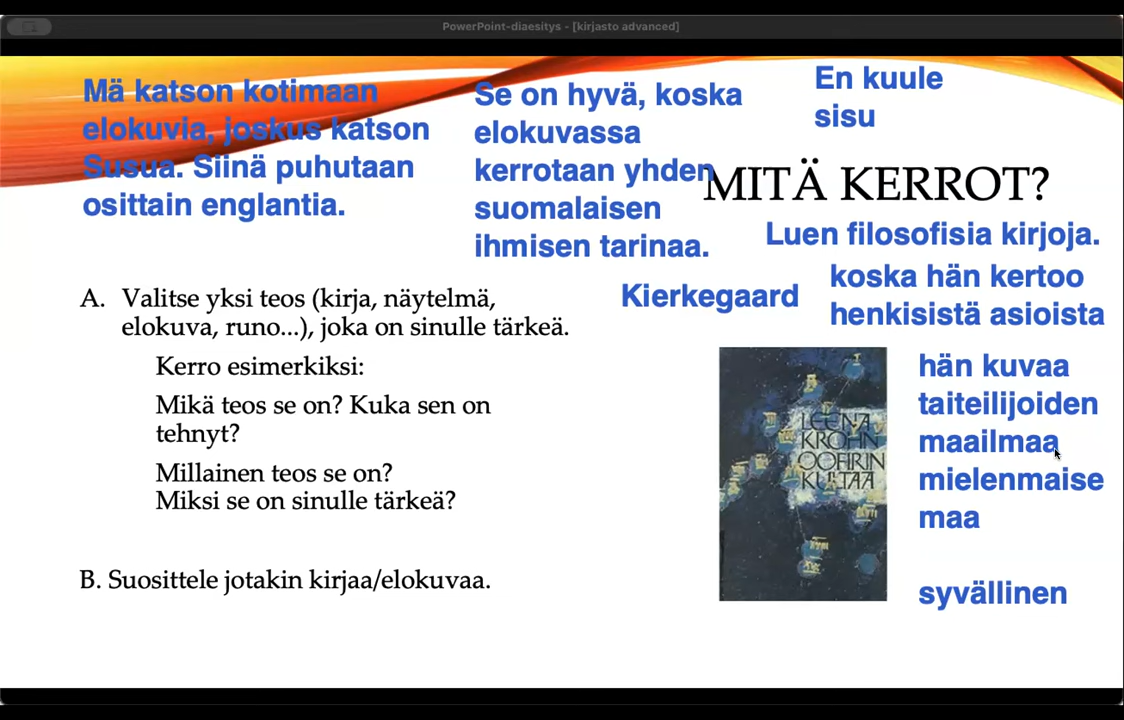 PowerPoint-diaesitys - [kirjasto advanced]
Mä katson kotimaan
elokuvia, joskus katson
Susua. Siinä puhutaan
osittain englantia.
Se on hyvä, koska
elokuvassa
kerrotaan yhden
suomalaisen
ihmisen tarinaa.
En kuule
sisu
MITÄ KERROT?
Luen filosofisia kirjoja.
Kierkegaard
koska hän kertoo
henkisistä asioista
A. Valitse yksi teos (kirja, näytelmä,
elokuva, runo...), joka on sinulle tärkeä.
Kerro esimerkiksi:
Mikä teos se on? Kuka sen on
tehnyt?
Millainen teos se on?
Miksi se on sinulle tärkeä?
B. Suosittele jotakin kirjaa/elokuvaa.
LEENA
KROHN
OOFIRIN
KULTAA
hän kuvaa
taiteilijoiden
maailmaa
mielenmaise
maa
syvällinen